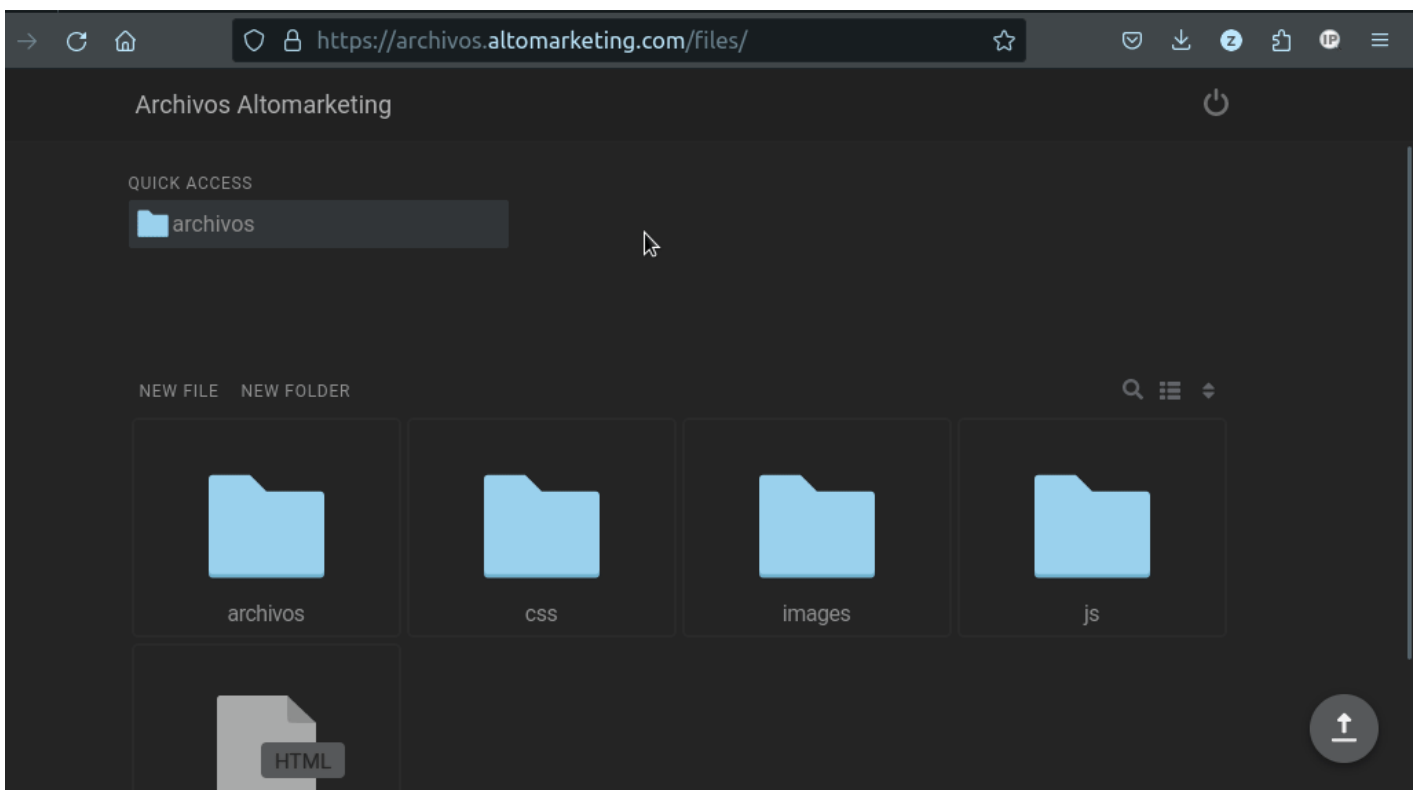 https://archivos.altomarketing.com/files/
Z
IP
Archivos Altomarketing
QUICK ACCESS
archivos
NEW FILE NEW FOLDER
archivos
css
images
js
HTML